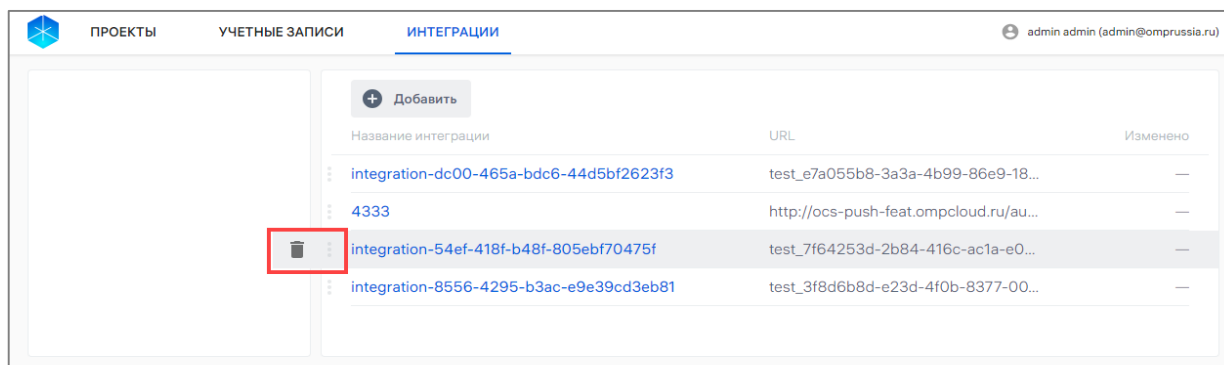 ПРОЕКТЫ УЧЕТНЫЕ ЗАПИСИ ИНТЕГРАЦИИ admin admin (admin@omprussia.ru)
Добавить
Название интеграции URL Изменено
integration-dc00-465a-bdc6-44d5bf2623f3 test_e7a055b8-3a3a-4b99-86e9-18... —
4333 http://ocs-push-feat.ompcloud.ru/au... —
integration-54ef-418f-b48f-805ebf70475f test_7f64253d-2b84-416c-ac1a-e0... —
integration-8556-4295-b3ac-e9e39cd3eb81 test_3f8d6b8d-e23d-4f0b-8377-00... —